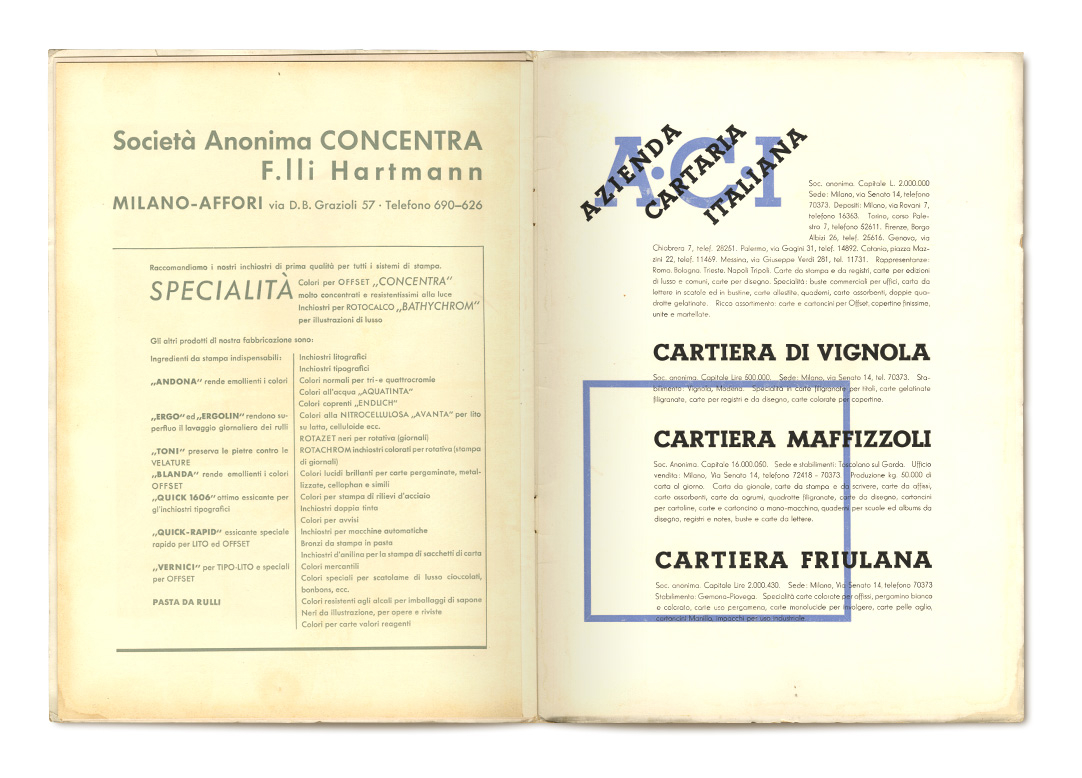 Società Anonima CONCENTRA
F.lli Hartmann
MILANO-AFFORI via D.B. Grazioli 57 · Telefono 690–626
Raccomandiamo i nostri inchiostri di prima qualità per tutti i sistemi di stampa.
SPECIALITÀ
Colori per OFFSET „CONCENTRA“
molto concentrati e resistentissimi alla luce
Inchiostri per ROTOCALCO „BATHYCHROM“
per illustrazioni di lusso
Gli altri prodotti di nostra fabbricazione sono:
Ingredienti da stampa indispensabili:
„ANDONA“ rende emollienti i colori
„ERGO“ ed „ERGOLIN“ rendono su-
perfluo il lavaggio giornaliero dei rulli
„TONI“ preserva le pietre contro le
VELATURE
„BLANDA“ rende emollienti i colori
OFFSET
„QUICK 1606“ ottimo essicante per
gl'inchiostri tipografici
„QUICK-RAPID“ essicante speciale
rapido per LITO ed OFFSET
„VERNICI“ per TIPO-LITO e speciali
per OFFSET
PASTA DA RULLI
Inchiostri litografici
Inchiostri tipografici
Colori normali per tri-e quattrocromie
Colori all'acqua „AQUATINTA“
Colori coprenti „ENDLICH“
Colori alla NITROCELLULOSA „AVANTA“ per lito
su latta, celluloide ecc.
ROTAZET neri per rotativa (giornali)
ROTACHROM inchiostri colorati per rotativa (stampa
di giornali)
Colori lucidi brillanti per carte pergaminate, metal-
lizzate, cellophan e simili
Colori per stampa di rilievi d'acciaio
Inchiostri doppia tinta
Colori per avvisi
Inchiostri per macchine automatiche
Bronzi da stampa in pasta
Inchiostri d'anilina per la stampa di sacchetti di carta
Colori mercantili
Colori speciali per scatolame di lusso cioccolati,
bonbons, ecc.
Colori resistenti agli alcali per imballaggi di sapone
Neri da illustrazione, per opere e riviste
Colori per carte valori reagenti
A·C·I
AZIENDA
CARTARIA
ITALIANA
Soc. anonima. Capitale L. 2.000.000
Sede: Milano, via Senato 14, telefono
70373. Depositi: Milano, via Rovani 7,
telefono 16363. Torino, corso Pale-
stro 7, telefono 52611. Firenze, Borgo
Albizi 26, telef. 25616. Genova, via
Chiabrera 7, telef. 28251. Palermo, via Gagini 31, telef. 14892. Catania, piazza Maz-
zini 22, telef. 11469. Messina, via Giuseppe Verdi 281, tel. 11731. Rappresentanze:
Roma. Bologna. Trieste. Napoli Tripoli. Carte da stampa e da registri, carte per edizioni
di lusso e comuni, carte per disegno. Specialità: buste commerciali per uffici, carta da
lettere in scatole ed in bustine, carte allestite, quaderni, carte assorbenti, doppie qua-
drotte gelatinate. Ricco assortimento: carte e cartoncini per Offset, copertine finissime,
unite e martellate.
CARTIERA DI VIGNOLA
Soc. anonima. Capitale Lire 600.000. Sede: Milano, via Senato 14, tel. 70373. Sta-
bilimento: Vignola, Modena. Specialità in carte filigranate per titoli, carte gelatinate
filigranate, carte per registri e da disegno, carte colorate per copertine.
CARTIERA MAFFIZZOLI
Soc. Anonima. Capitale 16.000.050. Sede e stabilimenti: Toscolano sul Garda. Ufficio
vendita: Milano, Via Senato 14, telefono 72418 - 70373. Produzione kg. 50.000 di
carta al giorno. Carta da gionale, carte da stampa e da scrivere, carte da affissi,
carte assorbenti, carte da agrumi, quadrotte filigranate, carte da disegno, cartoncini
per cartoline, carte e cartoncino a mano-macchina, quaderni per scuole ed albums da
disegno, registri e notes, buste e carte da lettere.
CARTIERA FRIULANA
Soc. anonima. Capitale Lire 2.000.430. Sede: Milano, Via Senato 14, telefono 70373
Stabilimento: Gemona-Piovega. Specialità carte colorate per affissi, pergamino bianco
e colorato, carte uso pergamena, carte monolucide per involgere, carte pelle aglio,
cartoncini Manilla, impacchi per uso industriale.